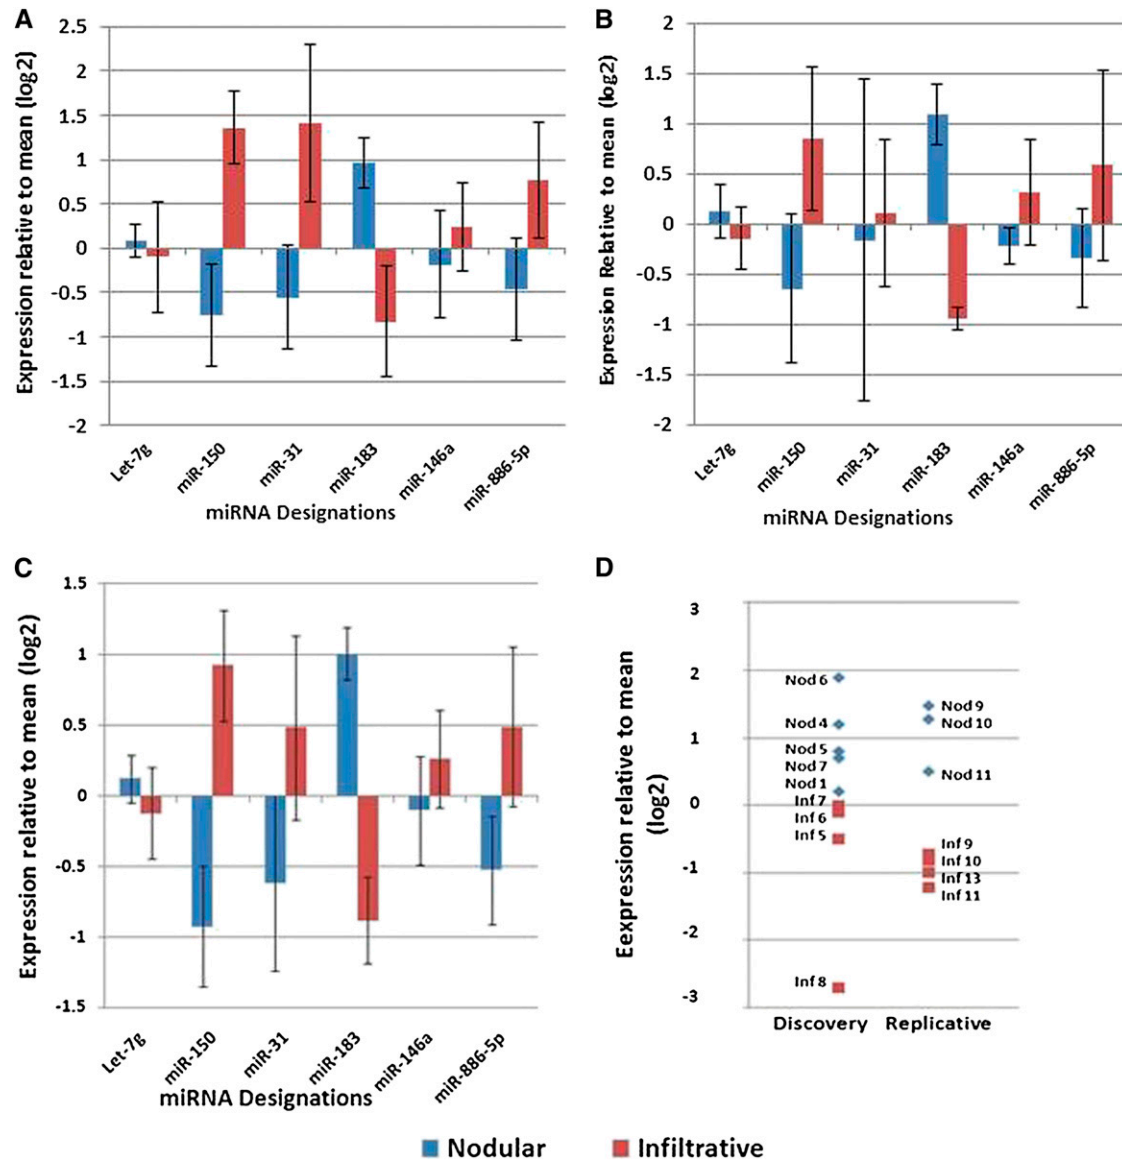 A
Expression relative to mean (log2)
2.5
2
1.5
1
0.5
0
-0.5
-1
-1.5
-2
Let-7g
miR-150
miR-31
miR-183
miR-146a
miR-886-5p
miRNA Designations
B
Expression Relative to mean (log2)
2
1.5
1
0.5
0
-0.5
-1
-1.5
-2
Let-7g
miR-150
miR-31
miR-183
miR-146a
miR-886-5p
miRNA Designations
C
Expression relative to mean (log2)
1.5
1
0.5
0
-0.5
-1
-1.5
Let-7g
miR-150
miR-31
miR-183
miR-146a
miR-886-5p
miRNA Designations
D
Eexpression relative to mean
(log2)
3
2
1
0
-1
-2
-3
Nod 6
Nod 4
Nod 5
Nod 7
Nod 1
Inf 7
Inf 6
Inf 5
Inf 8
Nod 9
Nod 10
Nod 11
Inf 9
Inf 10
Inf 13
Inf 11
Discovery
Replicative
Nodular
Infiltrative